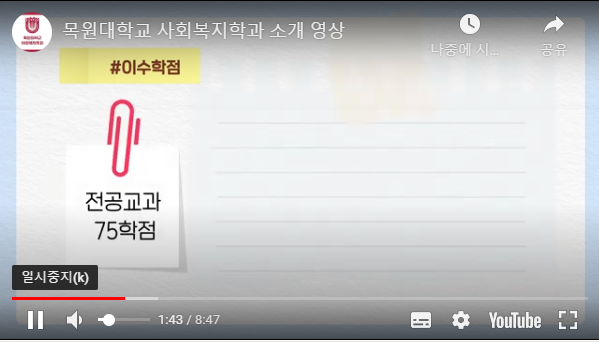 목원대학교 사회복지학과 소개 영상
나중에 시...
공유
#이수학점
전공교과
75학점
일시중지(k)
1:43 / 8:47
YouTube